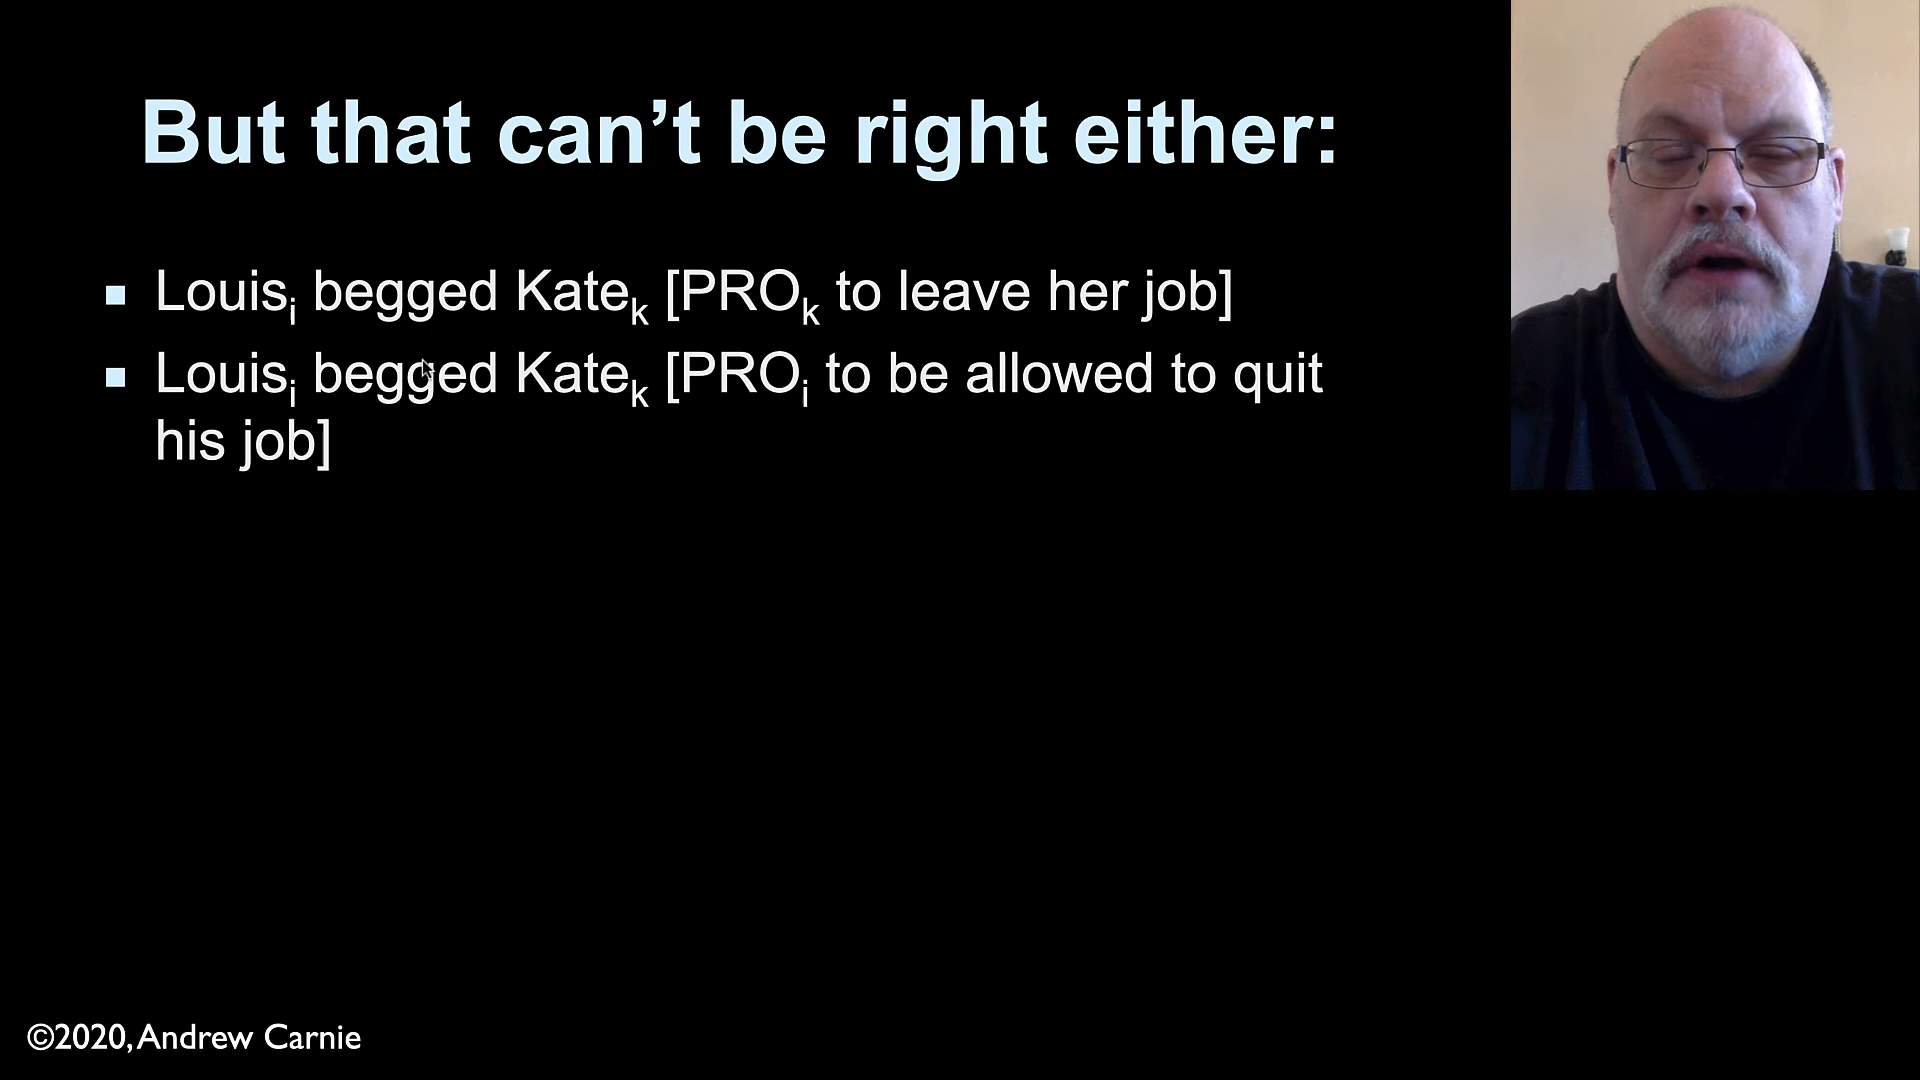 But that can’t be right either:
Louisi begged Katek [PROk to leave her job]
Louisi begged Katek [PROi to be allowed to quit
his job]
©2020, Andrew Carnie